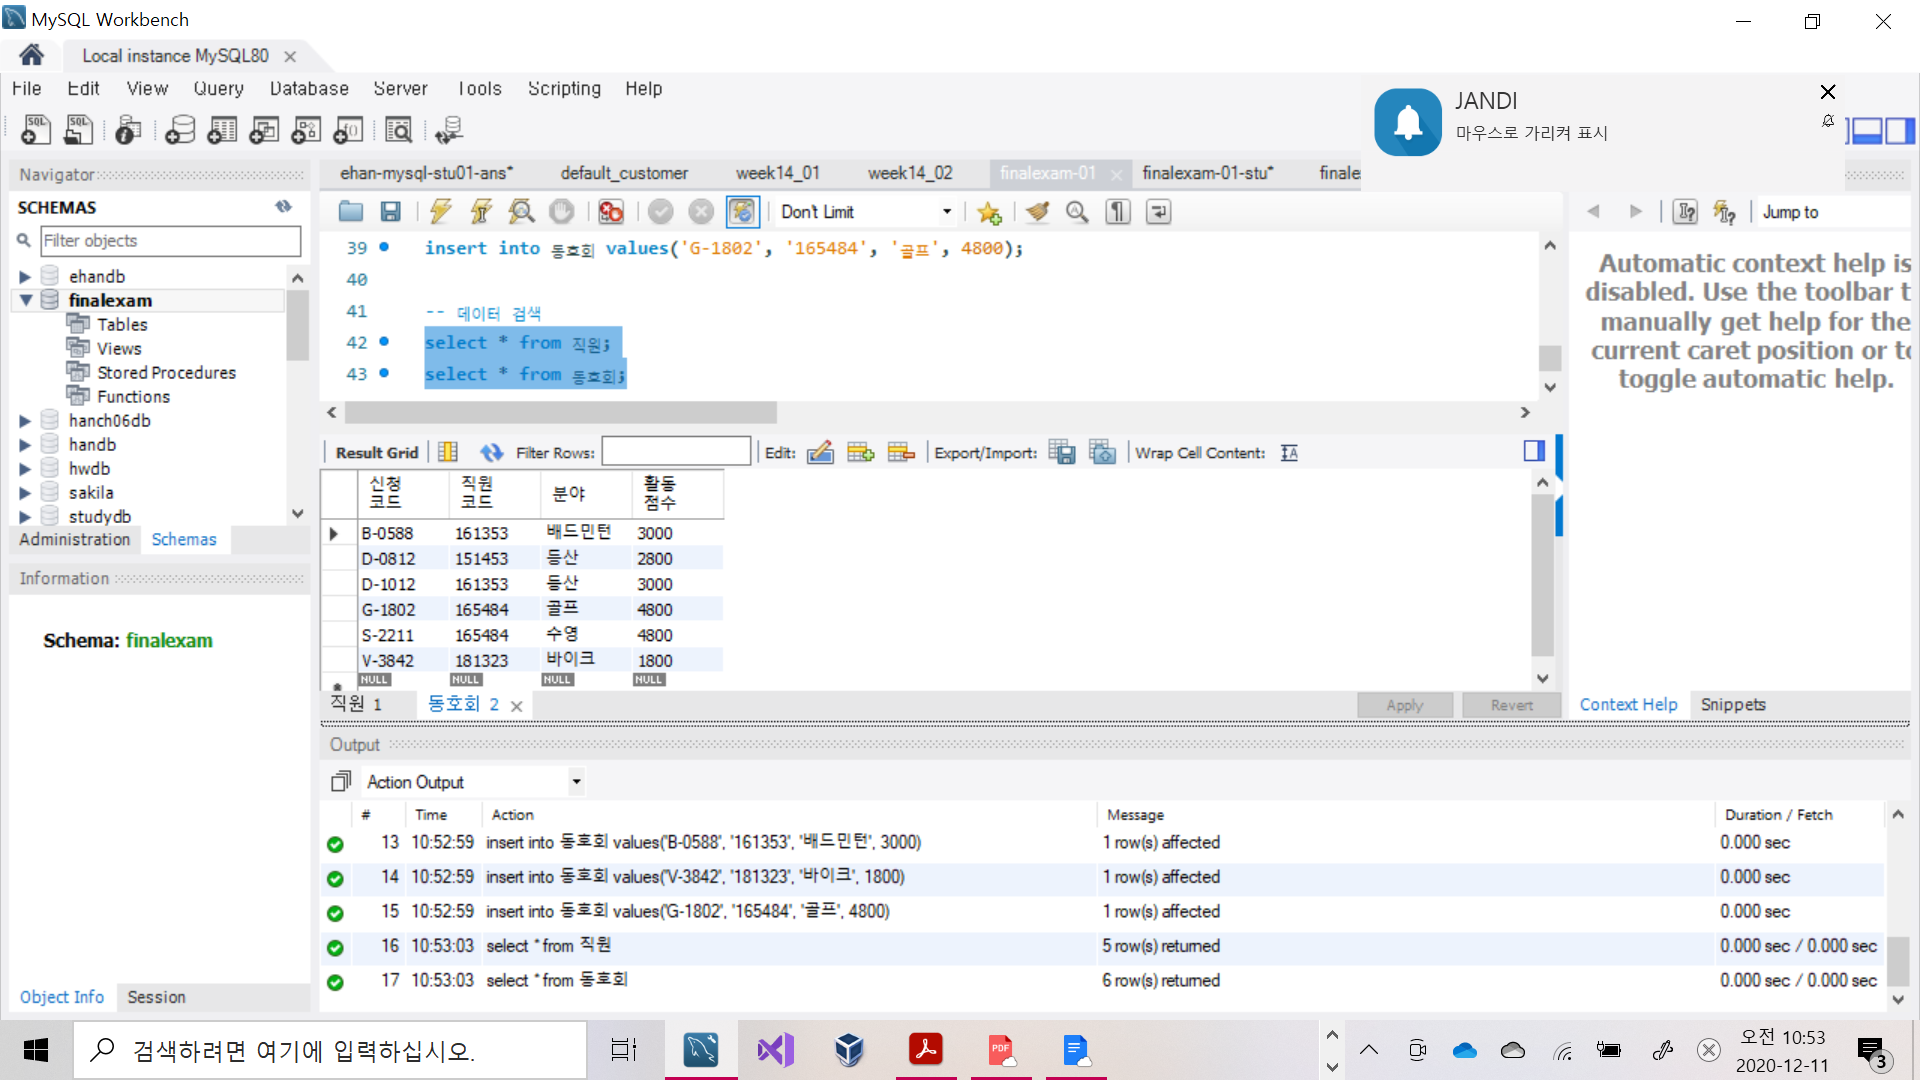 MySQL Workbench
Local instance MySQL80
File Edit View Query Database Server Tools Scripting Help
JANDI
마우스로 가리켜 표시
Navigator
SCHEMAS
Filter objects
ehandb
finalexam
Tables
Views
Stored Procedures
Functions
hanch06db
handb
hwdb
sakila
studydb
Administration Schemas
Information
Schema: finalexam
Object Info Session
ehan-mysql-stu01-ans* default_customer week14_01 week14_02 finalexam-01 finalexam-01-stu* finale
Don't Limit
39 insert into 동호회 values('G-1802', '165484', '골프', 4800);
40
41 -- 데이터 검색
42 select * from 직원;
43 select * from 동호회;
Result Grid Filter Rows: Edit: Export/Import: Wrap Cell Content:
신청 코드 직원 코드 분야 활동 점수
B-0588 161353 배드민턴 3000
D-0812 151453 등산 2800
D-1012 161353 등산 3000
G-1802 165484 골프 4800
S-2211 165484 수영 4800
V-3842 181323 바이크 1800
NULL NULL NULL NULL
직원 1 동호회 2
Apply Revert
Jump to
Automatic context help is
disabled. Use the toolbar t
manually get help for the
current caret position or to
toggle automatic help.
Context Help Snippets
Output
Action Output
# Time Action Message Duration / Fetch
13 10:52:59 insert into 동호회 values('B-0588', '161353', '배드민턴', 3000) 1 row(s) affected 0.000 sec
14 10:52:59 insert into 동호회 values('V-3842', '181323', '바이크', 1800) 1 row(s) affected 0.000 sec
15 10:52:59 insert into 동호회 values('G-1802', '165484', '골프', 4800) 1 row(s) affected 0.000 sec
16 10:53:03 select * from 직원 5 row(s) returned 0.000 sec / 0.000 sec
17 10:53:03 select * from 동호회 6 row(s) returned 0.000 sec / 0.000 sec
검색하려면 여기에 입력하십시오.
오전 10:53
2020-12-11
3